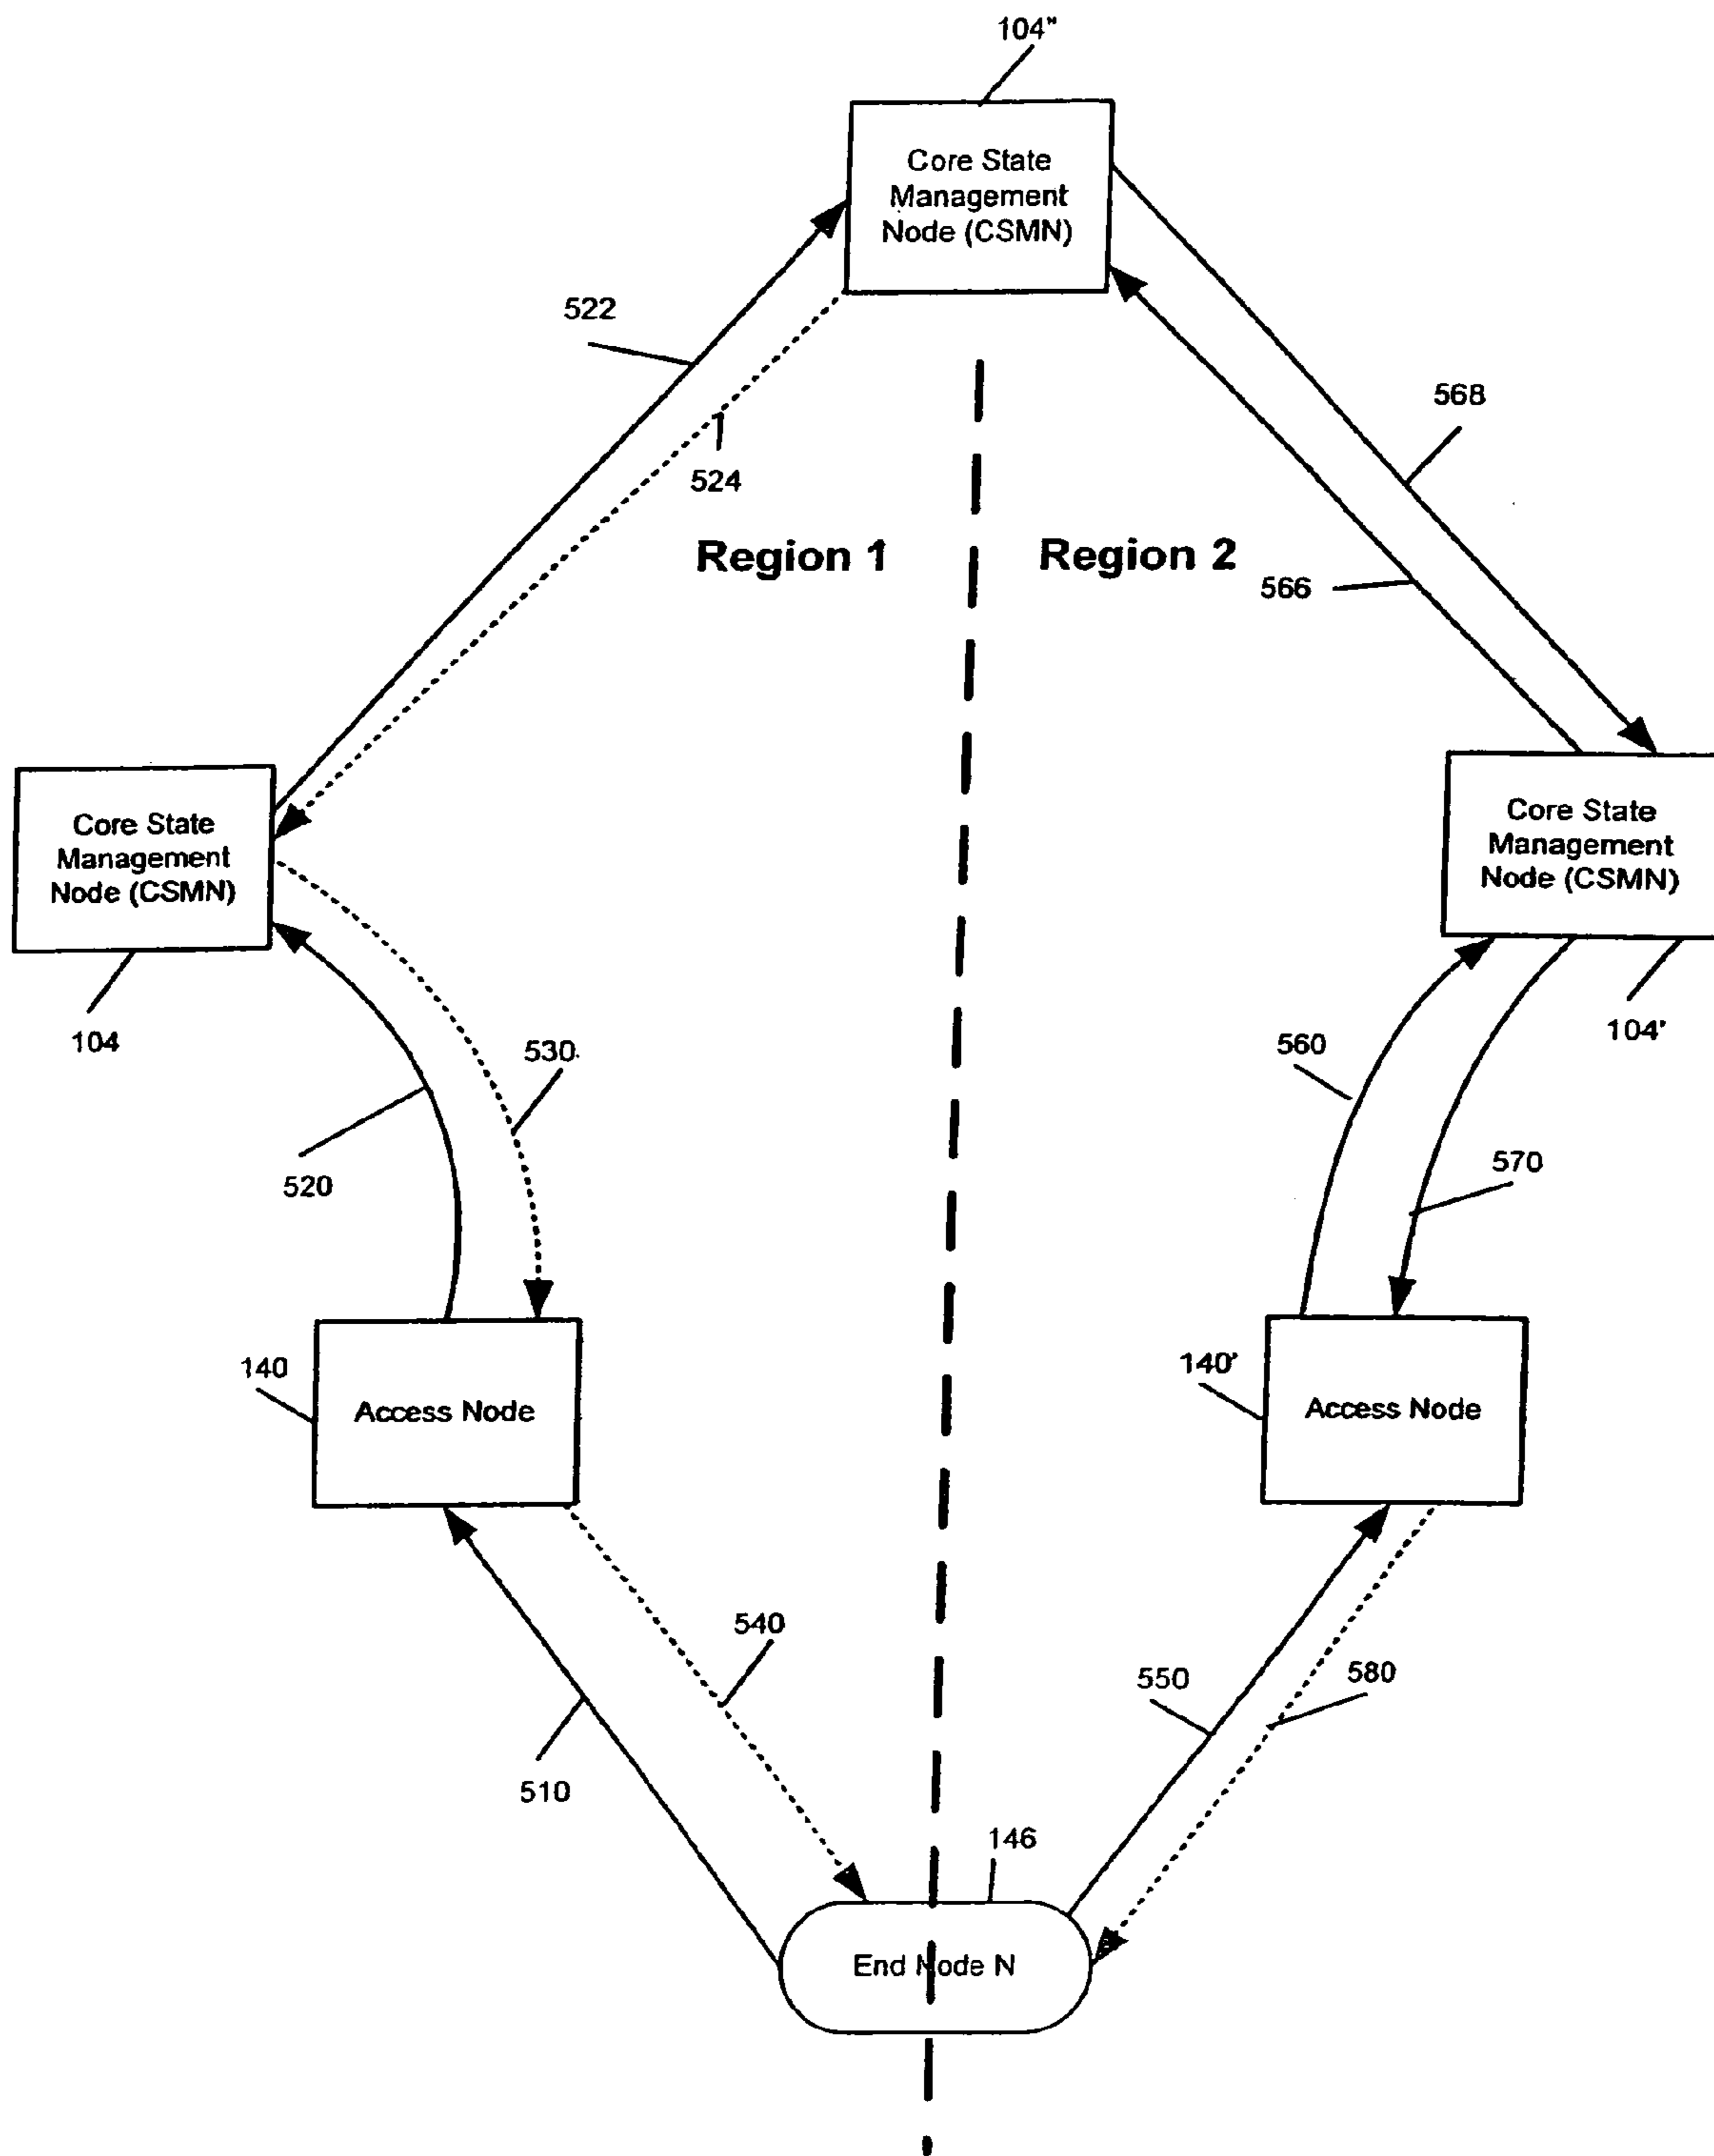 104"
Core State
Management
Node (CSMN)
522
524
568
Region 1
Region 2
566
Core State
Management
Node (CSMN)
Core State
Management
Node (CSMN)
104
104'
530
560
520
570
140
Access Node
140'
Access Node
540
550
580
510
146
End Node N